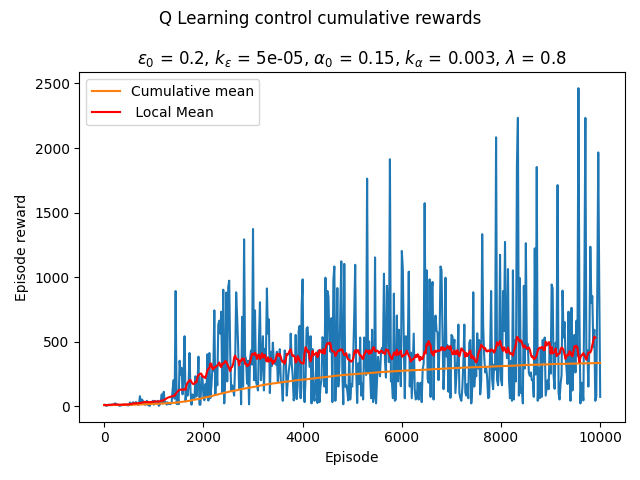 Q Learning control cumulative rewards
ε₀ = 0.2, kε = 5e-05, α₀ = 0.15, kα = 0.003, λ = 0.8
Cumulative mean
Local Mean
Episode reward
2500
2000
1500
1000
500
0
0 2000 4000 6000 8000 10000
Episode